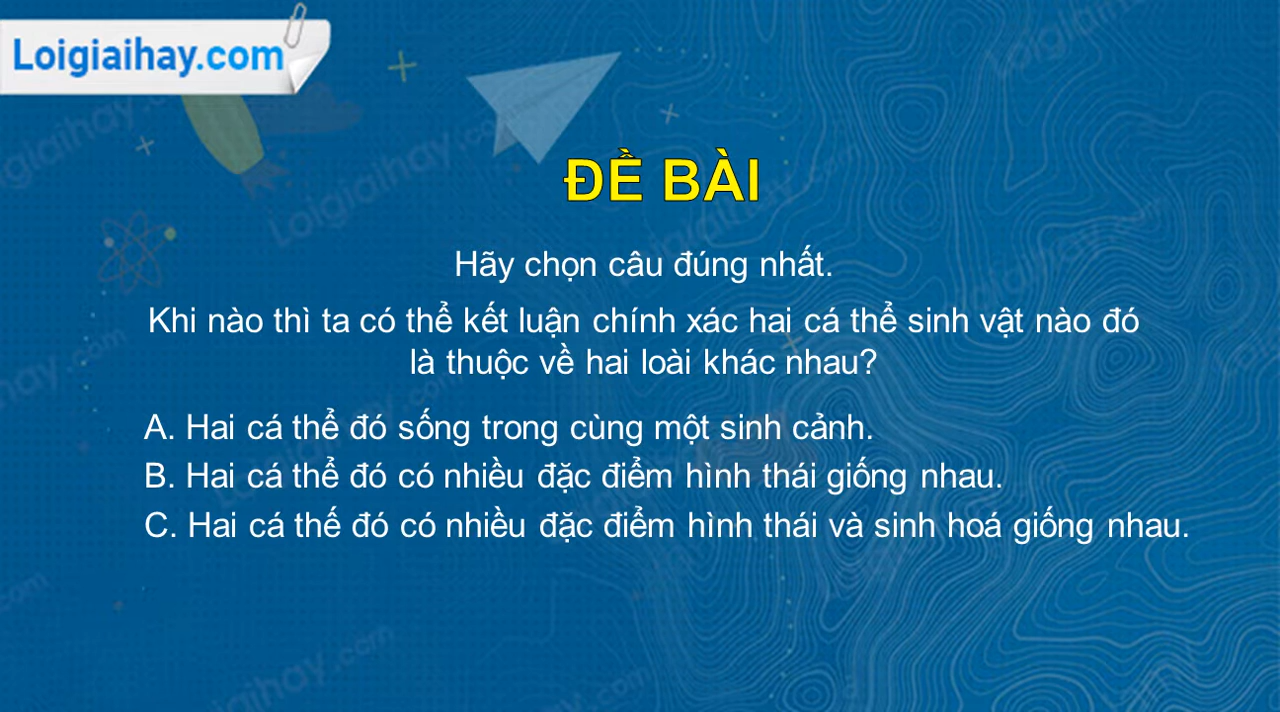 Loigiaihay.com
ĐỀ BÀI
Hãy chọn câu đúng nhất.
Khi nào thì ta có thể kết luận chính xác hai cá thể sinh vật nào đó
là thuộc về hai loài khác nhau?
A. Hai cá thể đó sống trong cùng một sinh cảnh.
B. Hai cá thể đó có nhiều đặc điểm hình thái giống nhau.
C. Hai cá thế đó có nhiều đặc điểm hình thái và sinh hoá giống nhau.